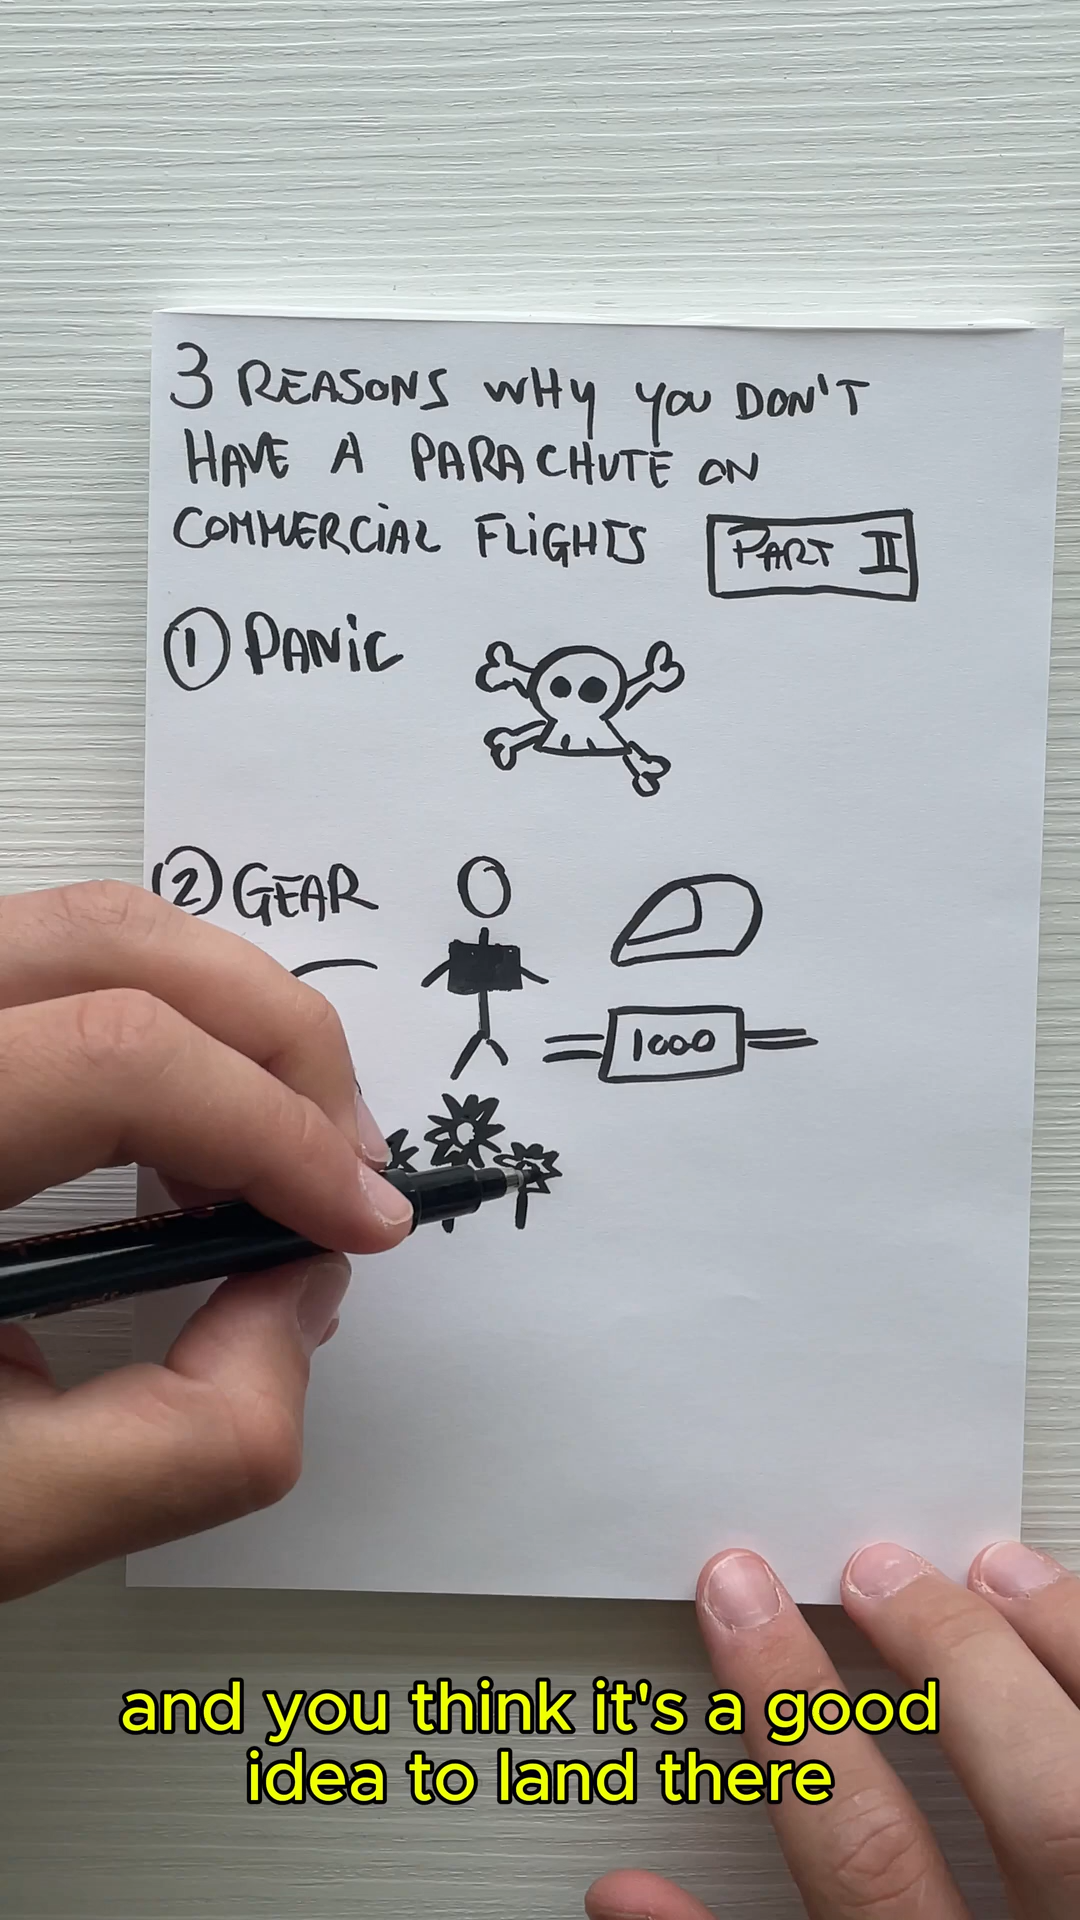 3 REASONS WHY YOU DON'T
HAVE A PARACHUTE ON
COMMERCIAL FLIGHTS
PART II
1 PANIC
2 GEAR
1000
and you think it's a good
idea to land there